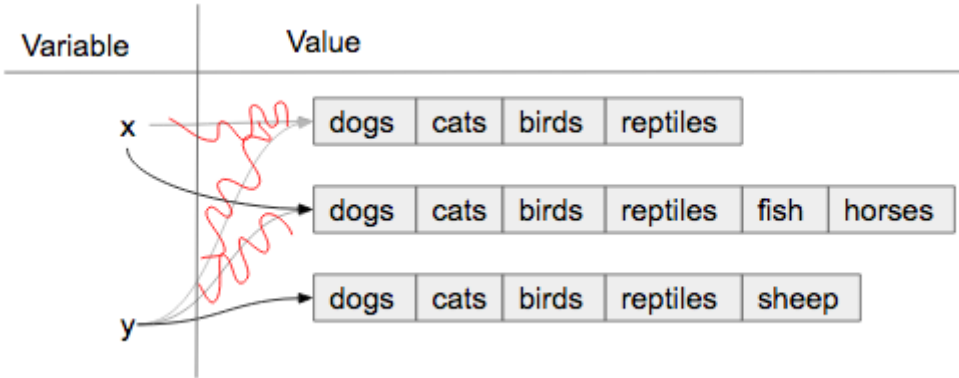 Variable Value
x dogs cats birds reptiles
dogs cats birds reptiles fish horses
y dogs cats birds reptiles sheep